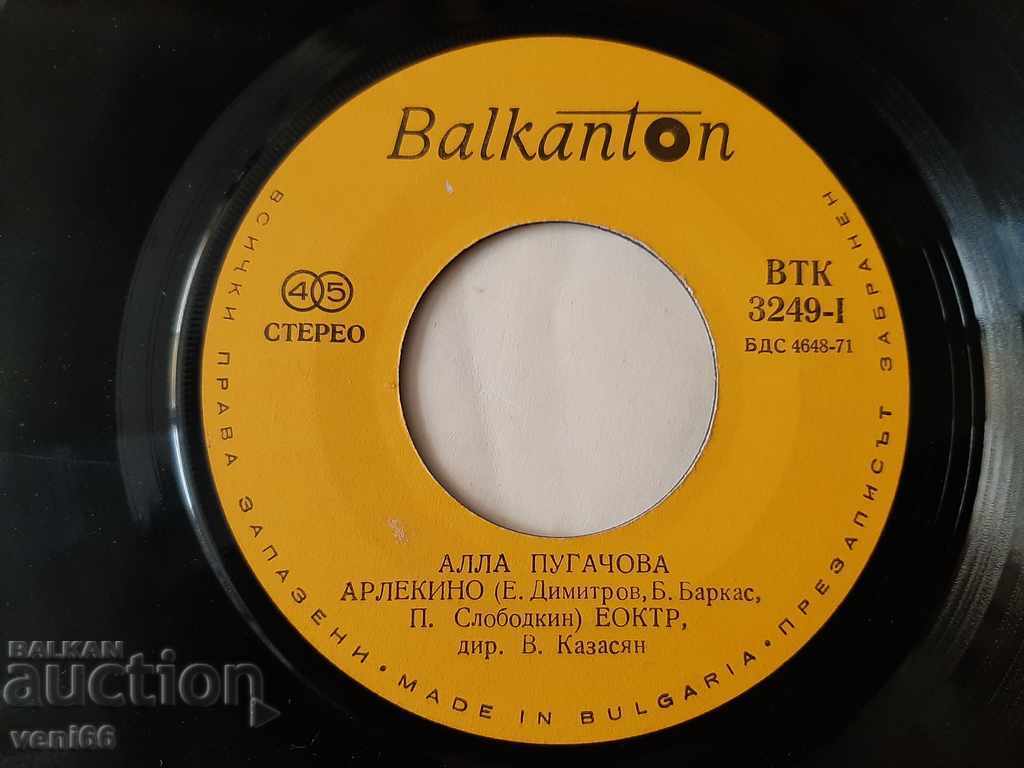 Balkanton
45
СТЕРЕО
ВТК
3249-I
БДС 4648-71
АЛЛА ПУГАЧОВА
АРЛЕКИНО (Е. Димитров, Б. Баркас,
П. Слободкин) ЕОКТР,
дир. В. Казасян
ВСИЧКИ ПРАВА ЗАПАЗЕНИ • MADE IN BULGARIA • ПРЕЗАПИСЪТ ЗАБРАНЕН
BALKAN
auction
veni66